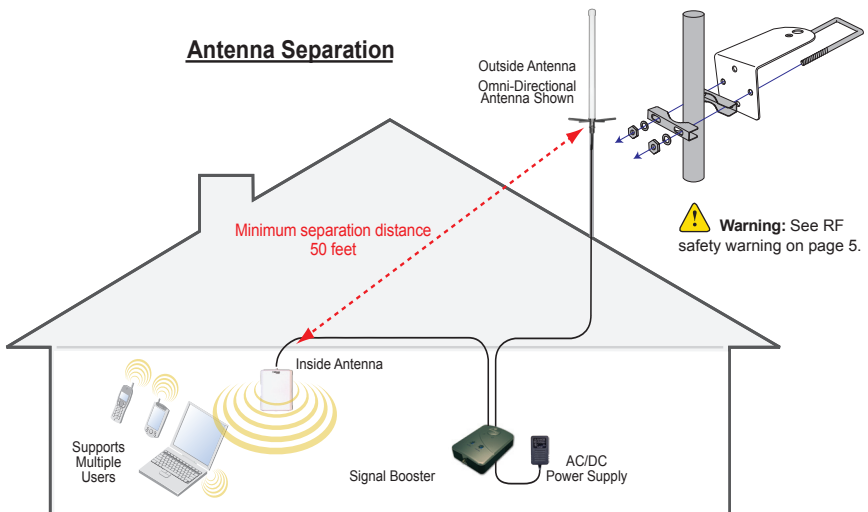 Antenna Separation
Outside Antenna
Omni-Directional
Antenna Shown
Warning: See RF
safety warning on page 5.
Minimum separation distance
50 feet
Inside Antenna
Supports
Multiple
Users
Signal Booster
AC/DC
Power Supply